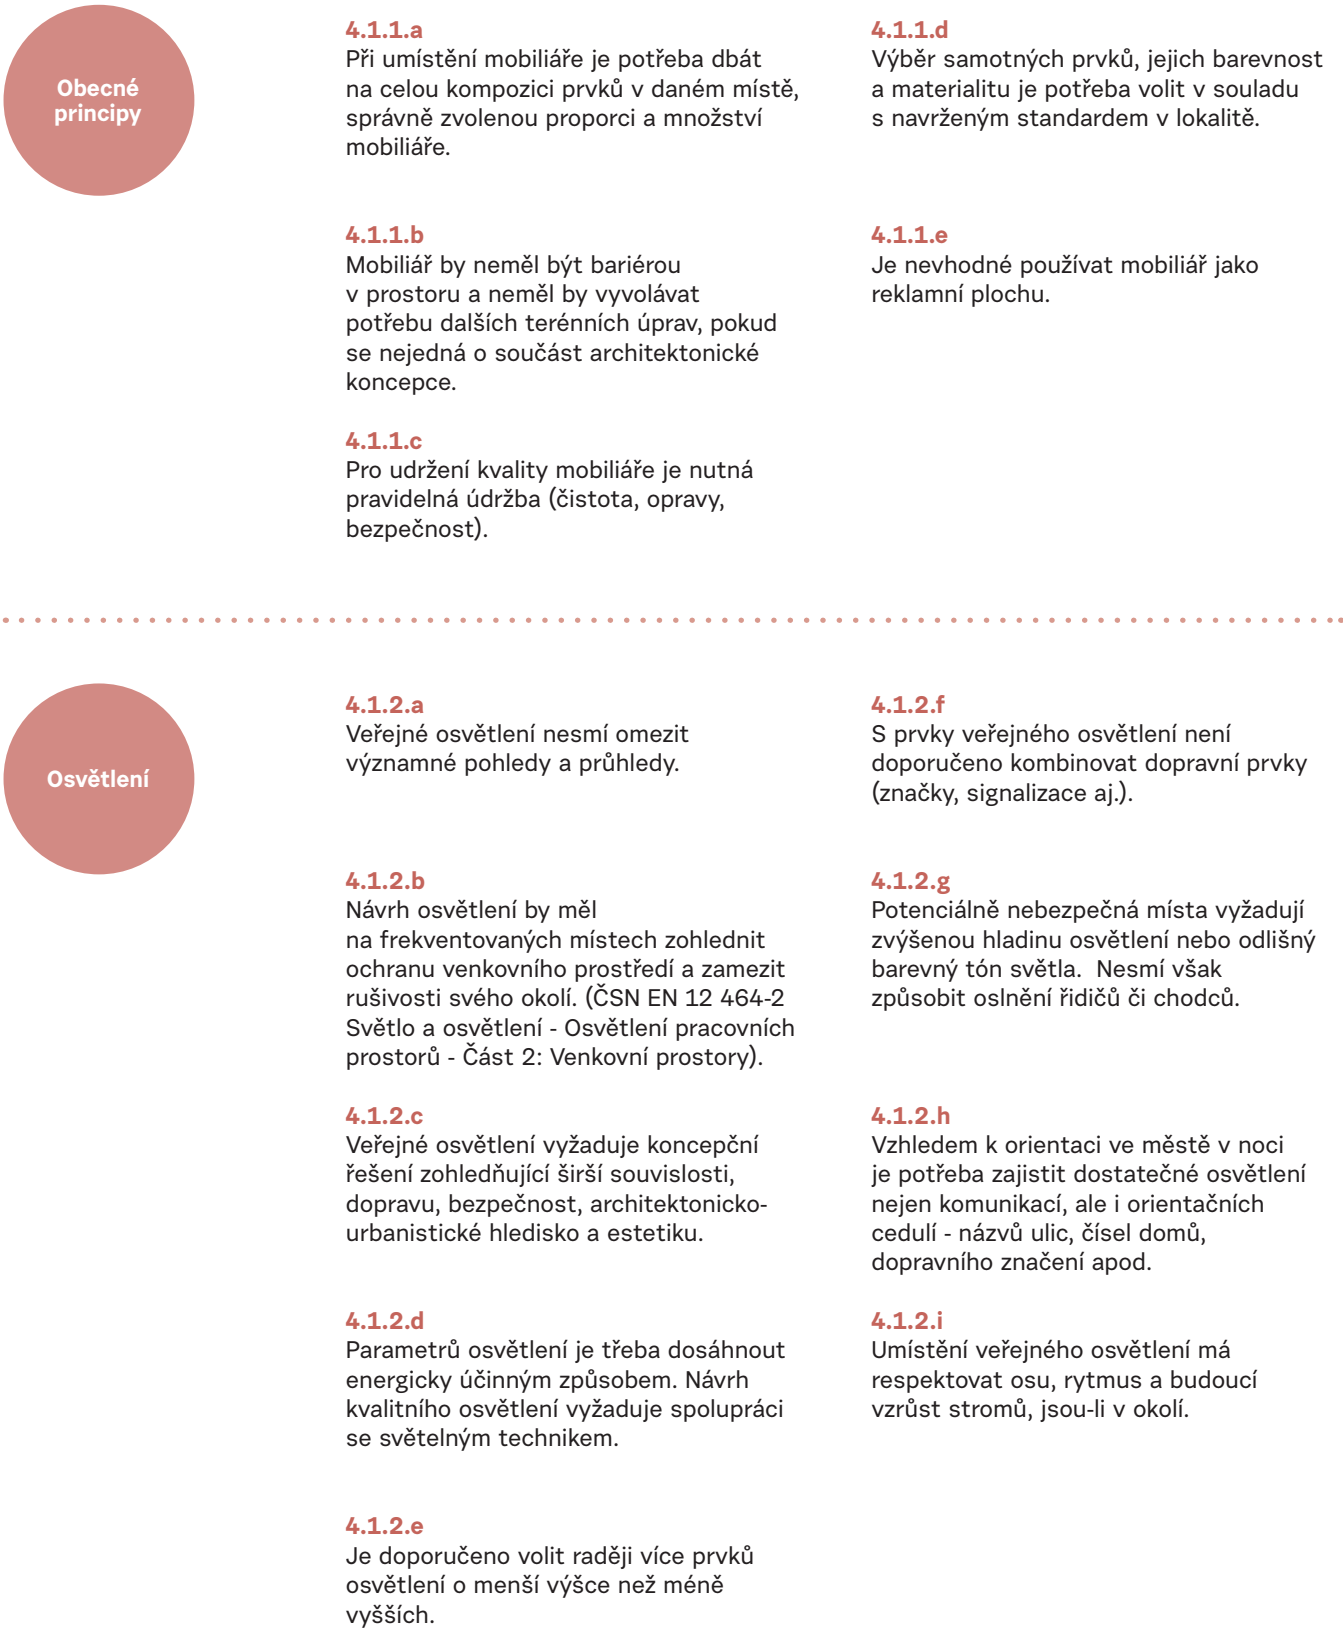 Obecné
principy
4.1.1.a
Při umístění mobiliáře je potřeba dbát
na celou kompozici prvků v daném místě,
správně zvolenou proporci a množství
mobiliáře.
4.1.1.b
Mobiliář by neměl být bariérou
v prostoru a neměl by vyvolávat
potřebu dalších terénních úprav, pokud
se nejedná o součást architektonické
koncepce.
4.1.1.c
Pro udržení kvality mobiliáře je nutná
pravidelná údržba (čistota, opravy,
bezpečnost).
4.1.1.d
Výběr samotných prvků, jejich barevnost
a materialitu je potřeba volit v souladu
s navrženým standardem v lokalitě.
4.1.1.e
Je nevhodné používat mobiliář jako
reklamní plochu.
Osvětlení
4.1.2.a
Veřejné osvětlení nesmí omezit
významné pohledy a průhledy.
4.1.2.b
Návrh osvětlení by měl
na frekventovaných místech zohlednit
ochranu venkovního prostředí a zamezit
rušivosti svého okolí. (ČSN EN 12 464-2
Světlo a osvětlení - Osvětlení pracovních
prostorů - Část 2: Venkovní prostory).
4.1.2.c
Veřejné osvětlení vyžaduje koncepční
řešení zohledňující širší souvislosti,
dopravu, bezpečnost, architektonicko-
urbanistické hledisko a estetiku.
4.1.2.d
Parametrů osvětlení je třeba dosáhnout
energicky účinným způsobem. Návrh
kvalitního osvětlení vyžaduje spolupráci
se světelným technikem.
4.1.2.e
Je doporučeno volit raději více prvků
osvětlení o menší výšce než méně
vyšších.
4.1.2.f
S prvky veřejného osvětlení není
doporučeno kombinovat dopravní prvky
(značky, signalizace aj.).
4.1.2.g
Potenciálně nebezpečná místa vyžadují
zvýšenou hladinu osvětlení nebo odlišný
barevný tón světla.  Nesmí však
způsobit oslnění řidičů či chodců.
4.1.2.h
Vzhledem k orientaci ve městě v noci
je potřeba zajistit dostatečné osvětlení
nejen komunikací, ale i orientačních
cedulí - názvů ulic, čísel domů,
dopravního značení apod.
4.1.2.i
Umístění veřejného osvětlení má
respektovat osu, rytmus a budoucí
vzrůst stromů, jsou-li v okolí.